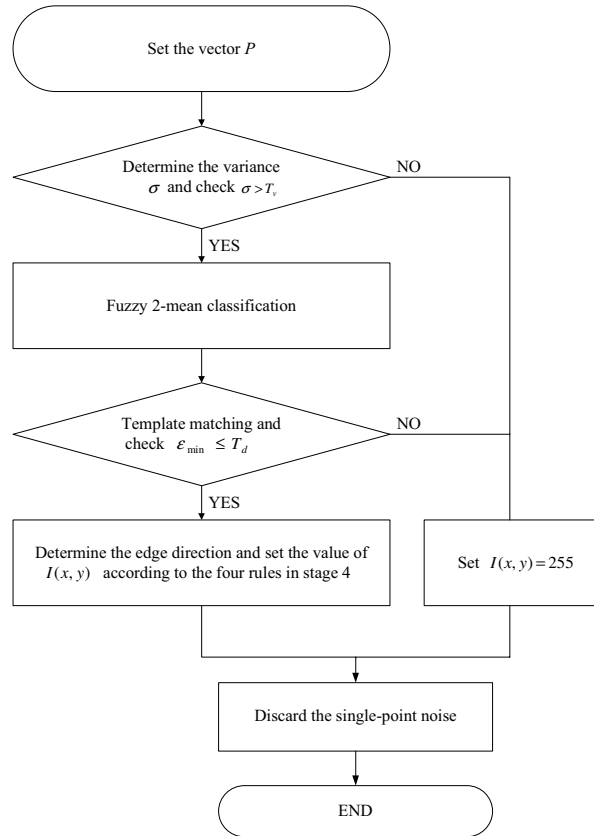 Set the vector P
Determine the variance
σ and check σ > T_v
NO
YES
Fuzzy 2-mean classification
Template matching and
check ε_min ≤ T_d
NO
YES
Determine the edge direction and set the value of
I(x, y) according to the four rules in stage 4
Set I(x, y) = 255
Discard the single-point noise
END